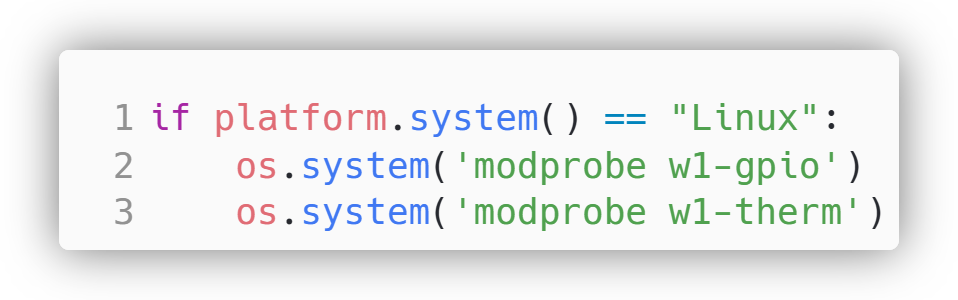 1 if platform.system() == "Linux":
2     os.system('modprobe w1-gpio')
3     os.system('modprobe w1-therm')